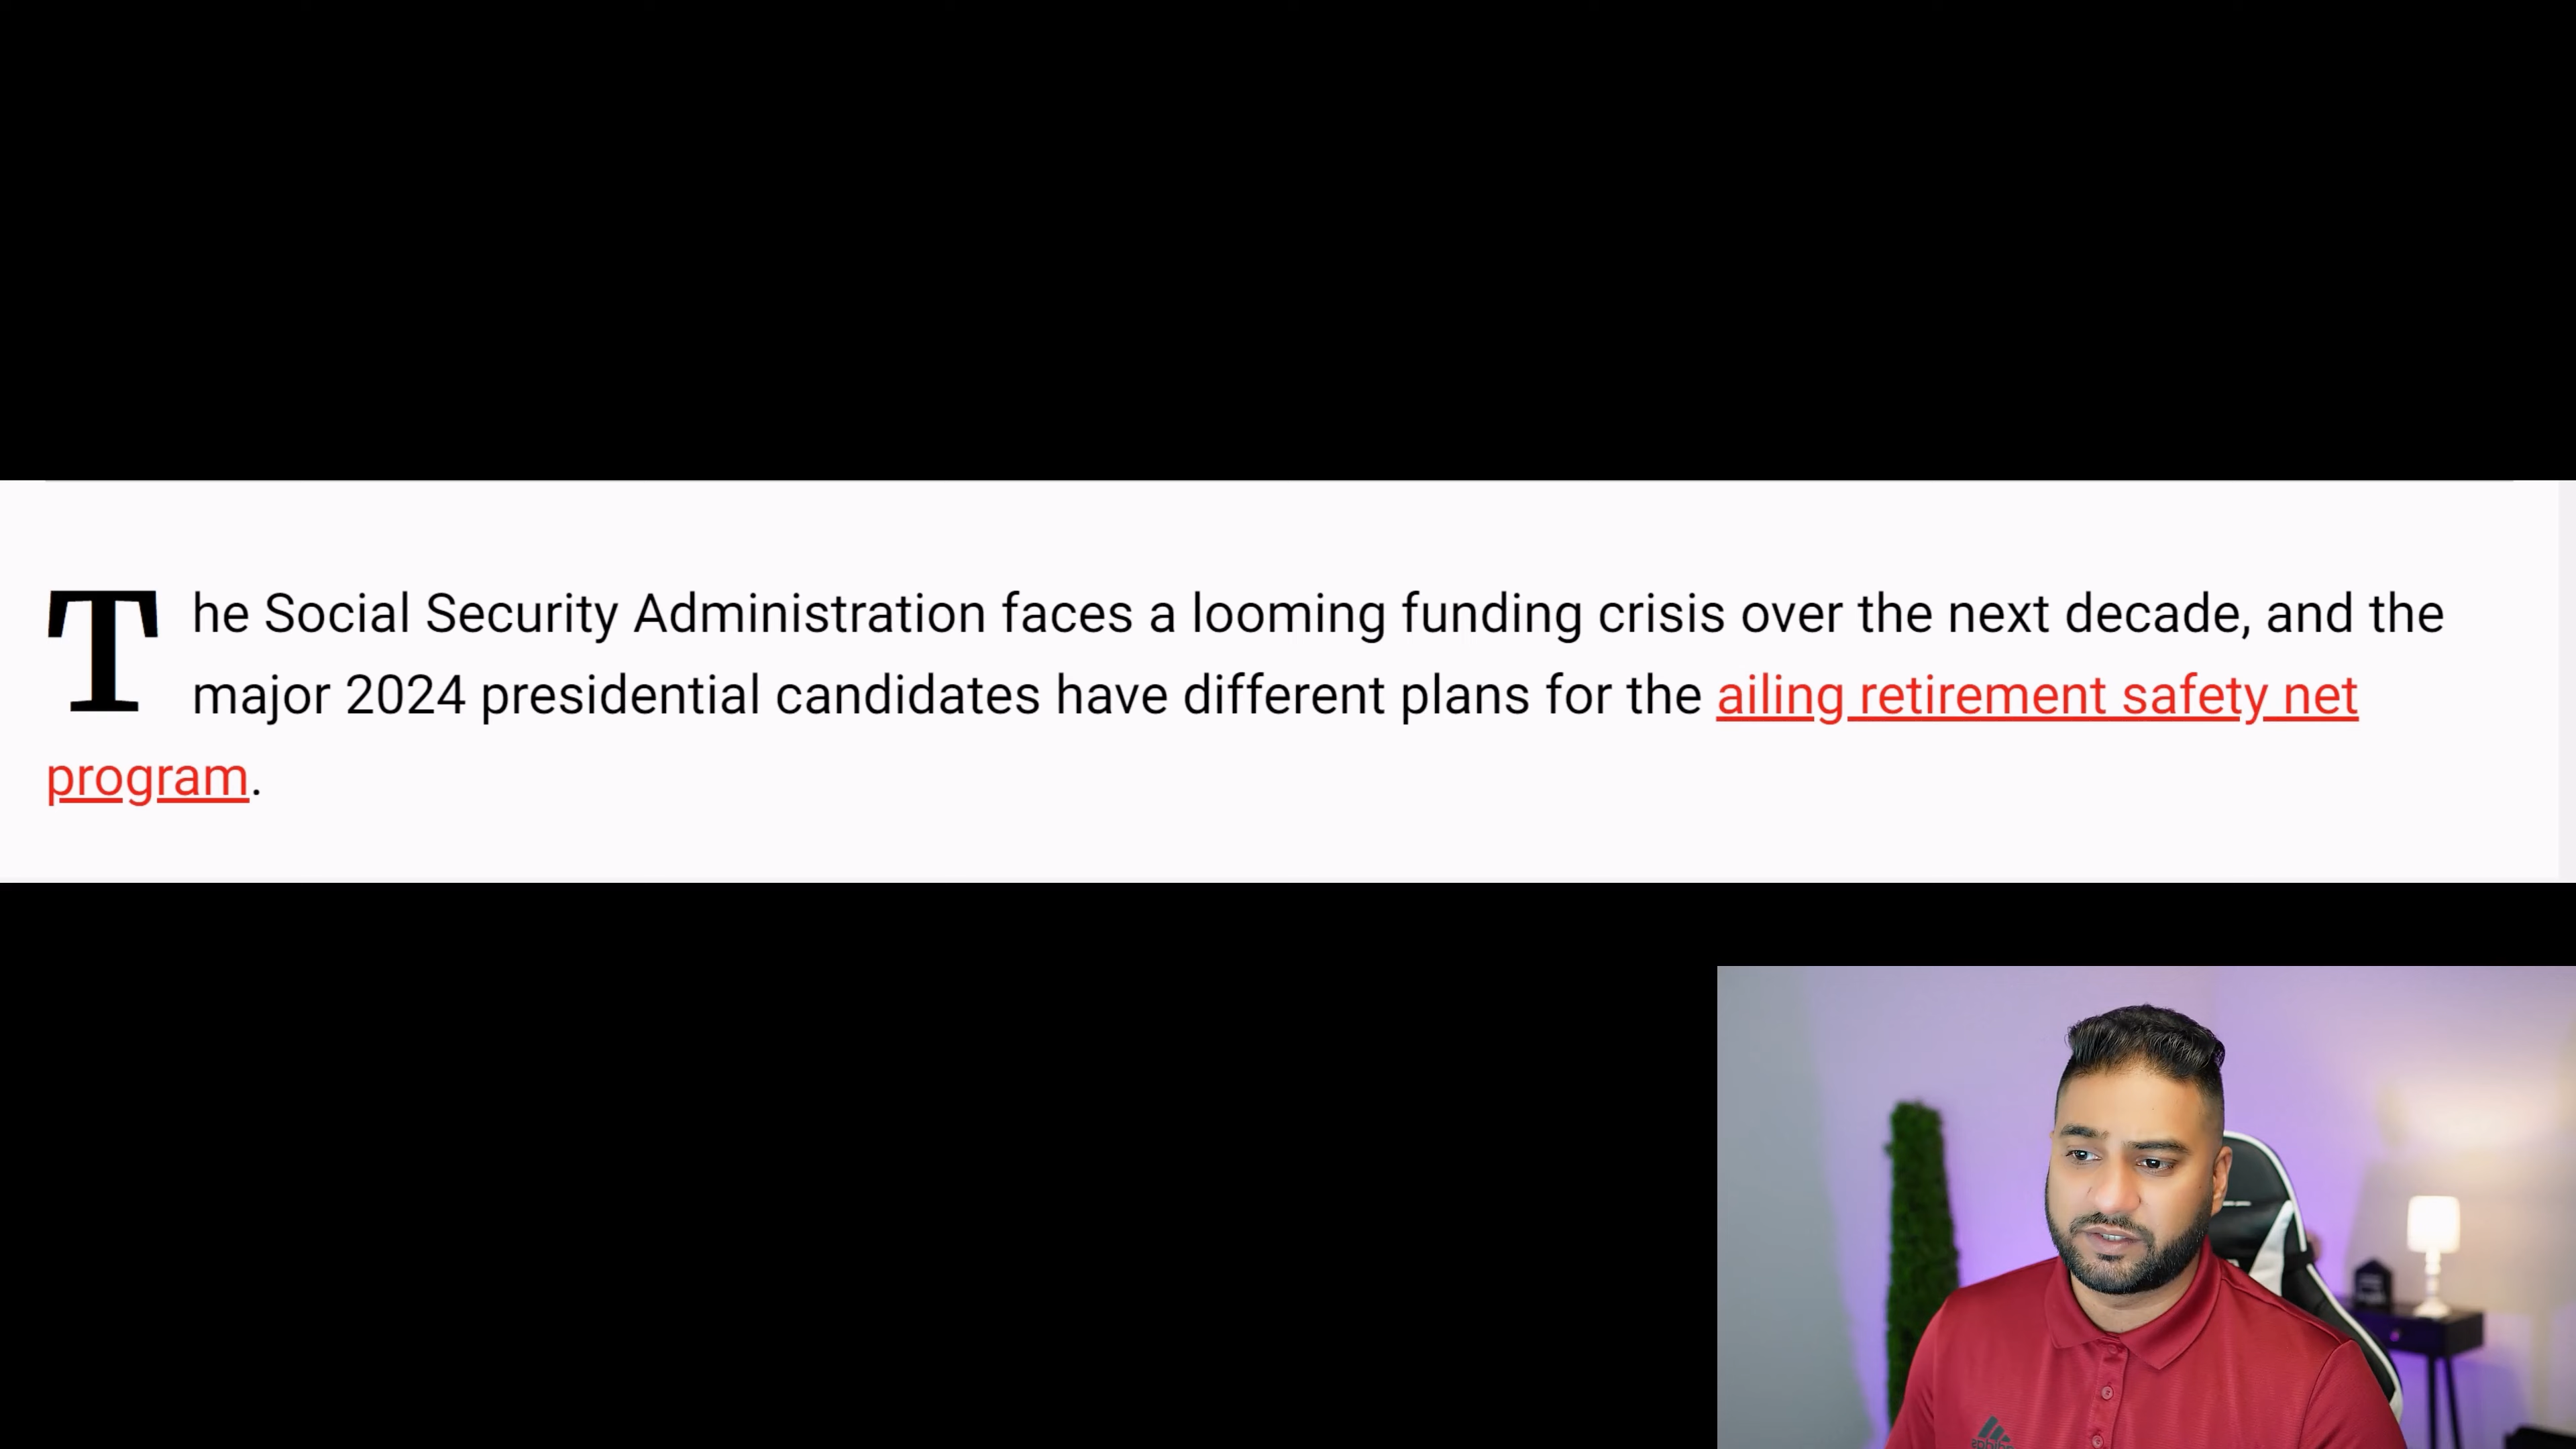 The Social Security Administration faces a looming funding crisis over the next decade, and the
major 2024 presidential candidates have different plans for the ailing retirement safety net
program.